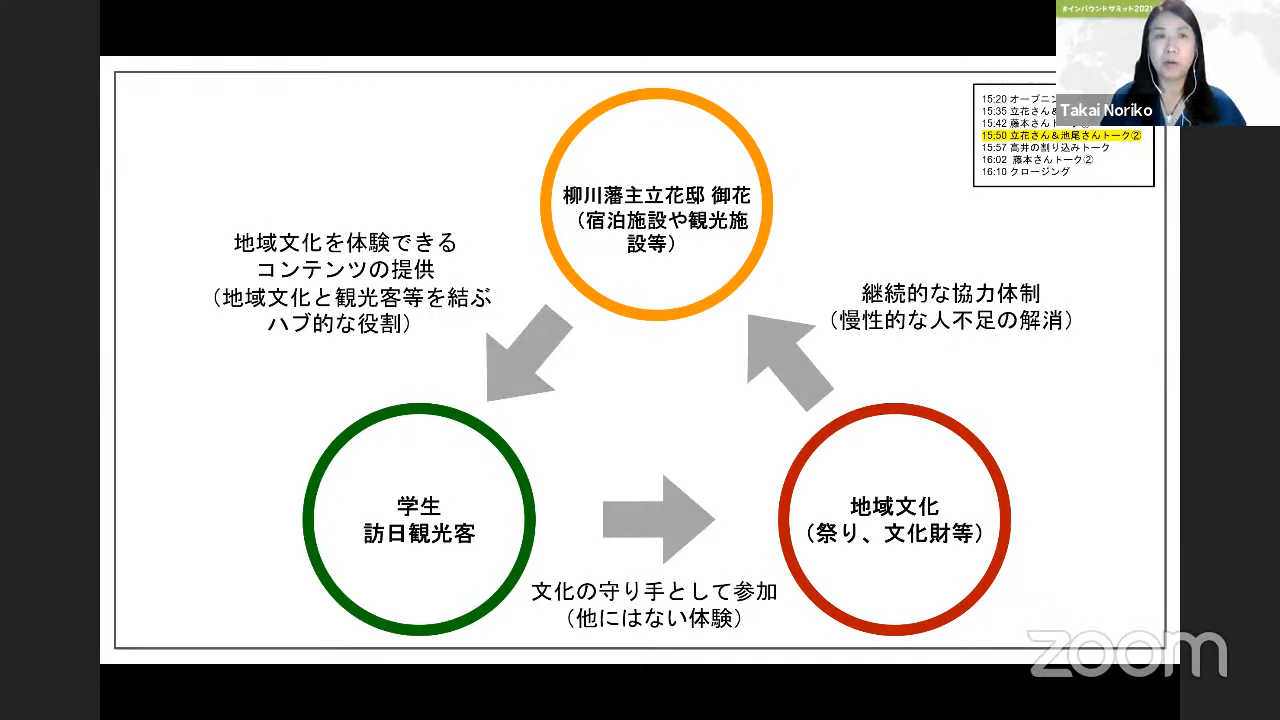 #インバウンドサミット2021
Takai Noriko
15:20 オープニン
15:35 立花さん&
15:42 藤本さんト
15:50 立花さん&池尾さんトーク②
15:57 高井の割り込みトーク
16:02 藤本さんトーク②
16:10 クロージング
柳川藩主立花邸 御花
（宿泊施設や観光施
設等）
地域文化を体験できる
コンテンツの提供
（地域文化と観光客等を結ぶ
ハブ的な役割）
継続的な協力体制
（慢性的な人不足の解消）
学生
訪日観光客
地域文化
（祭り、文化財等）
文化の守り手として参加
（他にはない体験）
zoom